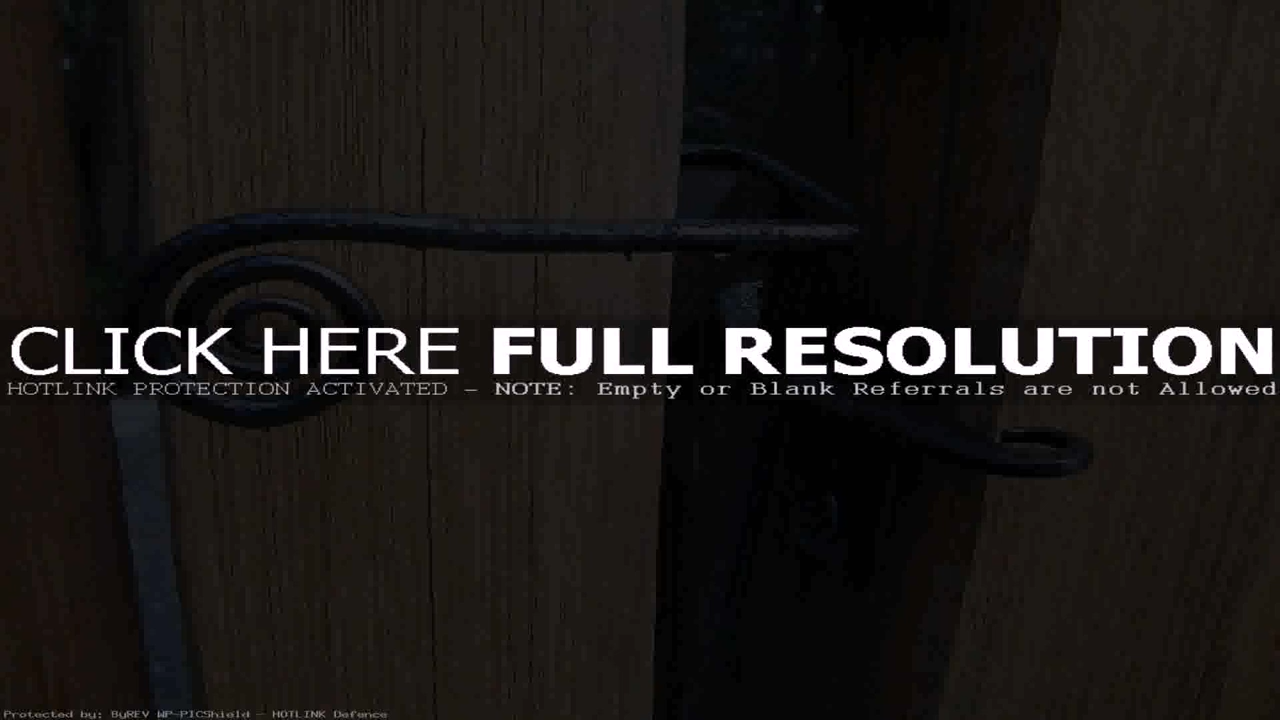 CLICK HERE FULL RESOLUTION
HOTLINK PROTECTION ACTIVATED - NOTE: Empty or Blank Referrals are not Allowed
Protected by: ByREV WP-PICShield - HOTLINK Defence